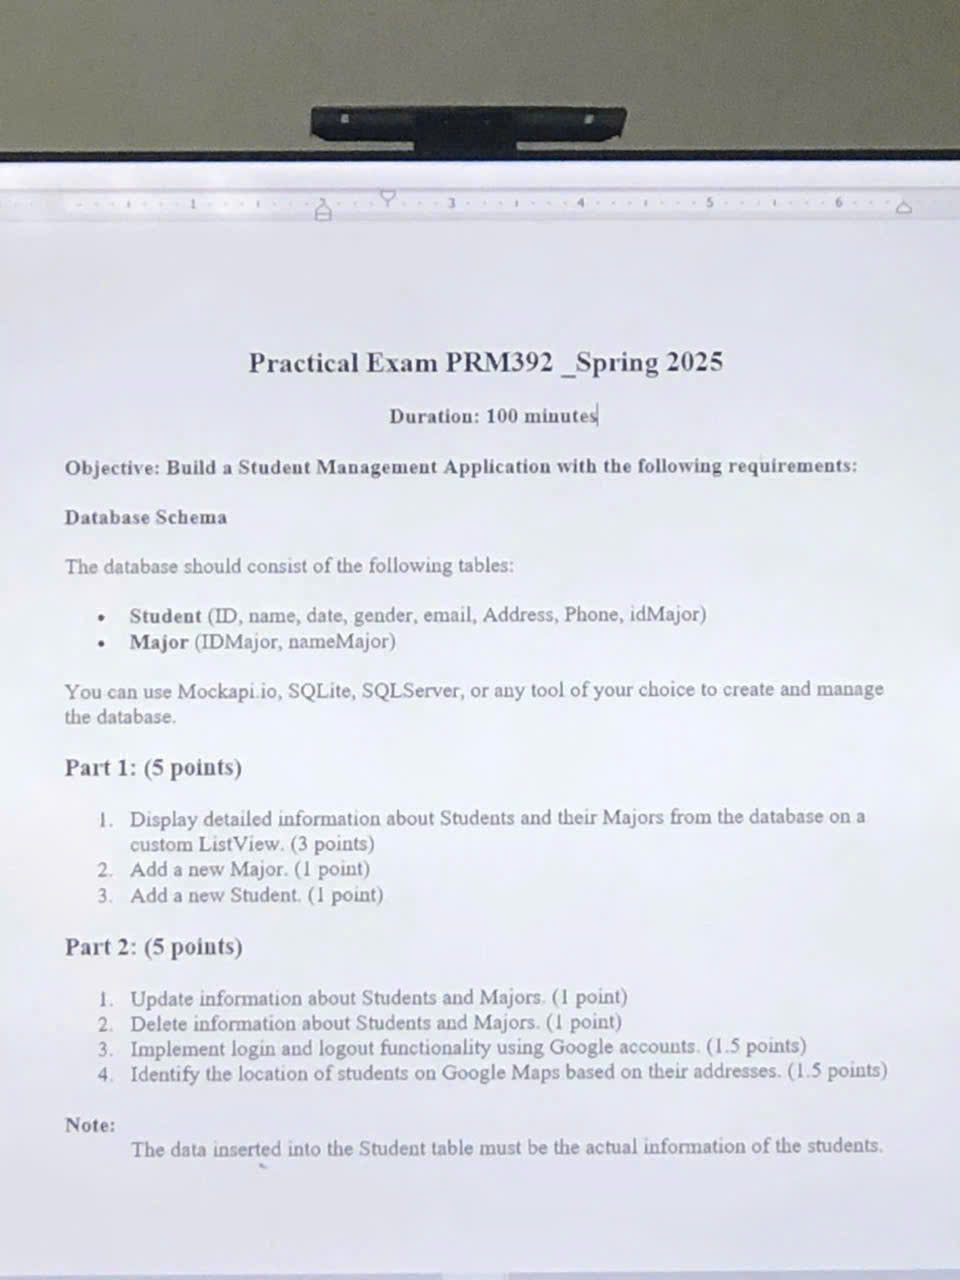 1 2 3 4 5 6
Practical Exam PRM392 _Spring 2025
Duration: 100 minutes
Objective: Build a Student Management Application with the following requirements:
Database Schema
The database should consist of the following tables:
• Student (ID, name, date, gender, email, Address, Phone, idMajor)
• Major (IDMajor, nameMajor)
You can use Mockapi.io, SQLite, SQLServer, or any tool of your choice to create and manage
the database.
Part 1: (5 points)
1. Display detailed information about Students and their Majors from the database on a
custom ListView. (3 points)
2. Add a new Major. (1 point)
3. Add a new Student. (1 point)
Part 2: (5 points)
1. Update information about Students and Majors. (1 point)
2. Delete information about Students and Majors. (1 point)
3. Implement login and logout functionality using Google accounts. (1.5 points)
4. Identify the location of students on Google Maps based on their addresses. (1.5 points)
Note:
The data inserted into the Student table must be the actual information of the students.